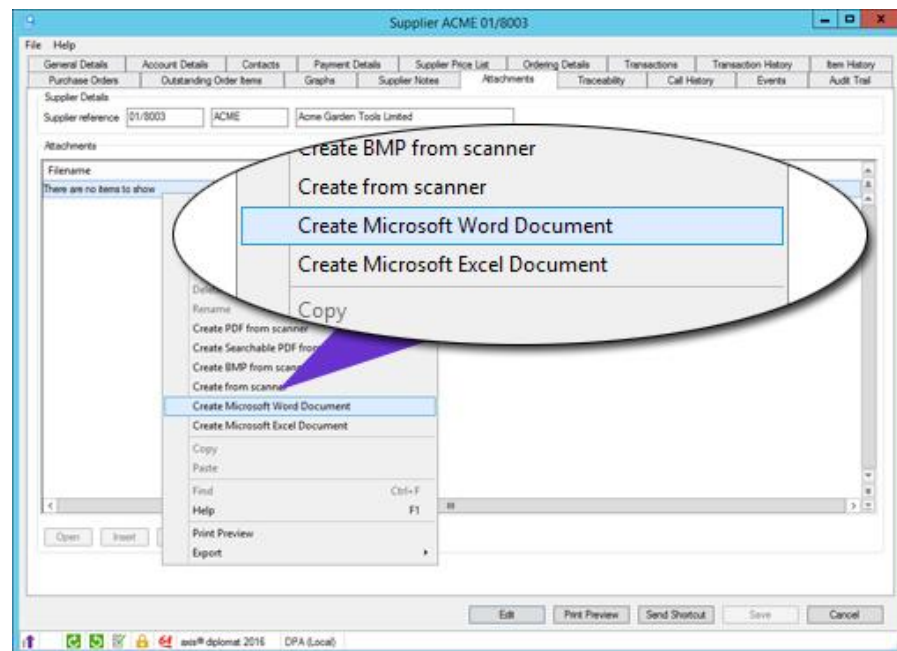 Supplier ACME 01/8003
File Help
General Details Account Details Contacts Payment Details Supplier Price List Ordering Details Transactions Transaction History Item History
Purchase Orders Outstanding Order Items Graphs Supplier Notes Attachments Traceability Call History Events Audit Trail
Supplier Details
Supplier reference 01/8003 ACME Acme Garden Tools Limited
Attachments
Filename
There are no items to show
Create BMP from scanner
Create from scanner
Create Microsoft Word Document
Create Microsoft Excel Document
Copy
Rename
Create PDF from scanner
Create Searchable PDF from
Create BMP from scanner
Create from scanner
Create Microsoft Word Document
Create Microsoft Excel Document
Copy
Paste
Find Ctrl+F
Help F1
Print Preview
Export
Open Insert
Edit Print Preview Send Shortcut Save Cancel
axis® diplomat 2016 DPA (Local)